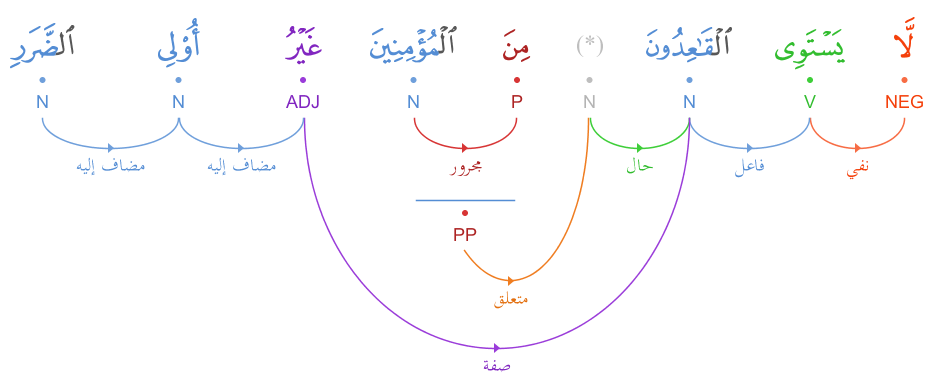 لَّا يَسْتَوِى ٱلْقَٰعِدُونَ (*) مِنَ ٱلْمُؤْمِنِينَ غَيْرُ أُو۟لِى ٱلضَّرَرِ
NEG V N N P N ADJ N N
نفي فاعل حال مجرور مضاف إليه مضاف إليه
PP
متعلق
صفة